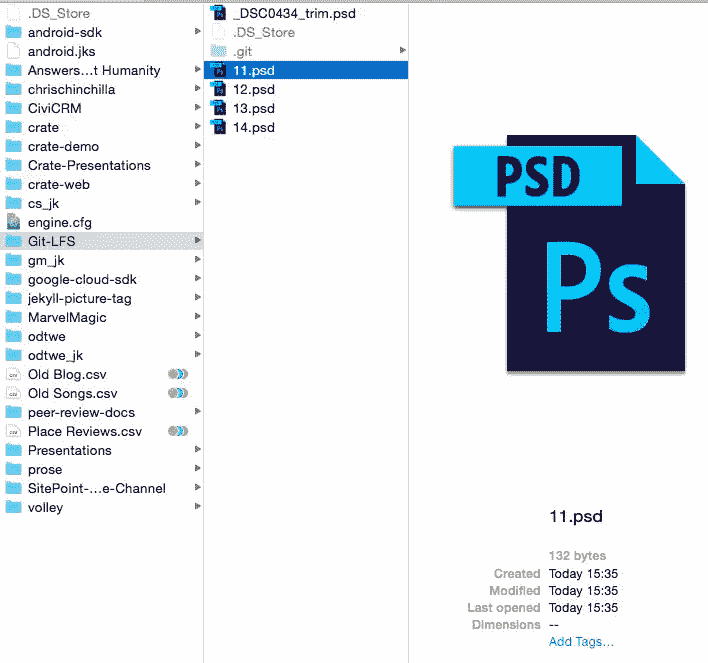 .DS_Store
android-sdk
android.jks
Answers...t Humanity
chrischinchilla
CiviCRM
crate
crate-demo
Crate-Presentations
crate-web
cs_jk
engine.cfg
Git-LFS
gm_jk
google-cloud-sdk
jekyll-picture-tag
MarvelMagic
odtwe
odtwe_jk
Old Blog.csv
Old Songs.csv
peer-review-docs
Place Reviews.csv
Presentations
prose
SitePoint-...e-Channel
volley
_DSC0434_trim.psd
.DS_Store
.git
11.psd
12.psd
13.psd
14.psd
PSD
Ps
11.psd
132 bytes
Created Today 15:35
Modified Today 15:35
Last opened Today 15:35
Dimensions --
Add Tags...